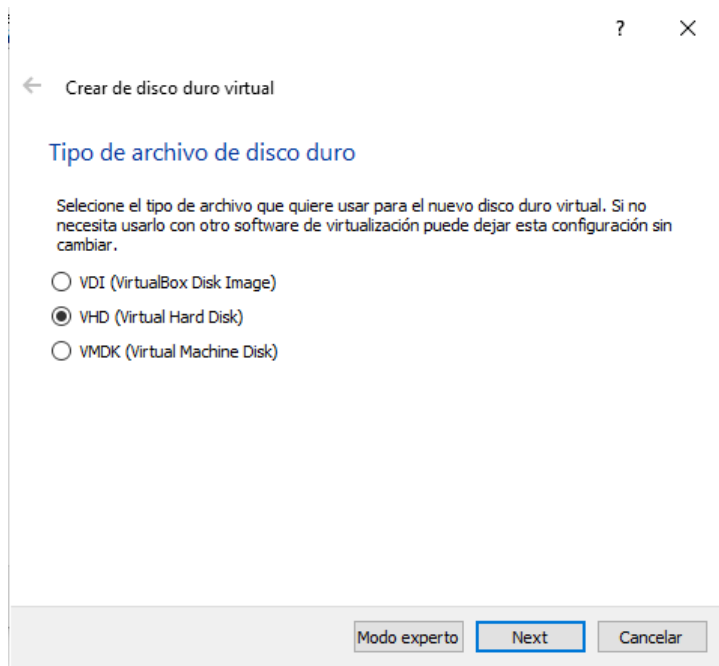 ?
Crear de disco duro virtual
Tipo de archivo de disco duro
Selecione el tipo de archivo que quiere usar para el nuevo disco duro virtual. Si no
necesita usarlo con otro software de virtualización puede dejar esta configuración sin
cambiar.
VDI (VirtualBox Disk Image)
VHD (Virtual Hard Disk)
VMDK (Virtual Machine Disk)
Modo experto Next Cancelar